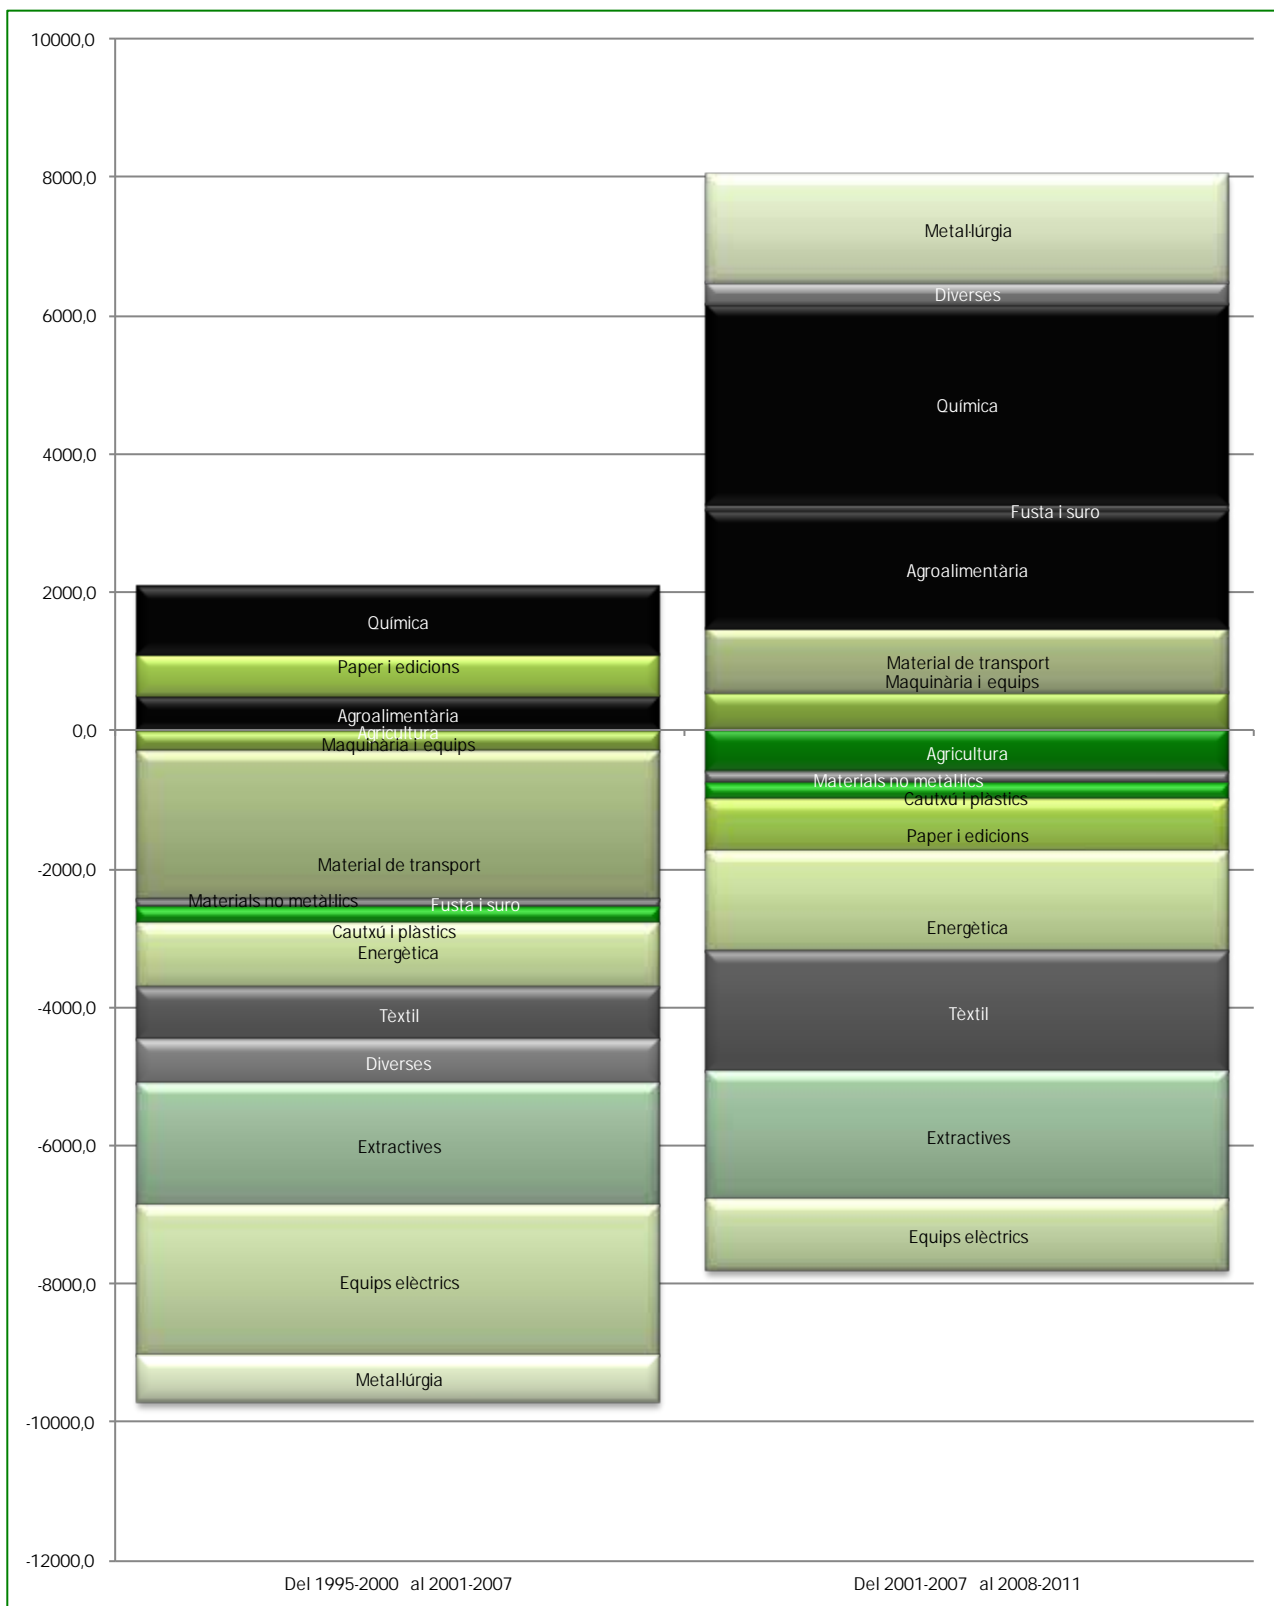 10000,0
8000,0
6000,0
4000,0
2000,0
0,0
-2000,0
-4000,0
-6000,0
-8000,0
-10000,0
-12000,0
Química
Paper i edicions
Agroalimentària
Agricultura
Maquinària i equips
Material de transport
Materials no metàl·lics
Fusta i suro
Cautxú i plàstics
Energètica
Tèxtil
Diverses
Extractives
Equips elèctrics
Metal·lúrgia
Metal·lúrgia
Diverses
Química
Fusta i suro
Agroalimentària
Material de transport
Maquinària i equips
Agricultura
Materials no metàl·lics
Cautxú i plàstics
Paper i edicions
Energètica
Tèxtil
Extractives
Equips elèctrics
Del 1995-2000 al 2001-2007
Del 2001-2007 al 2008-2011